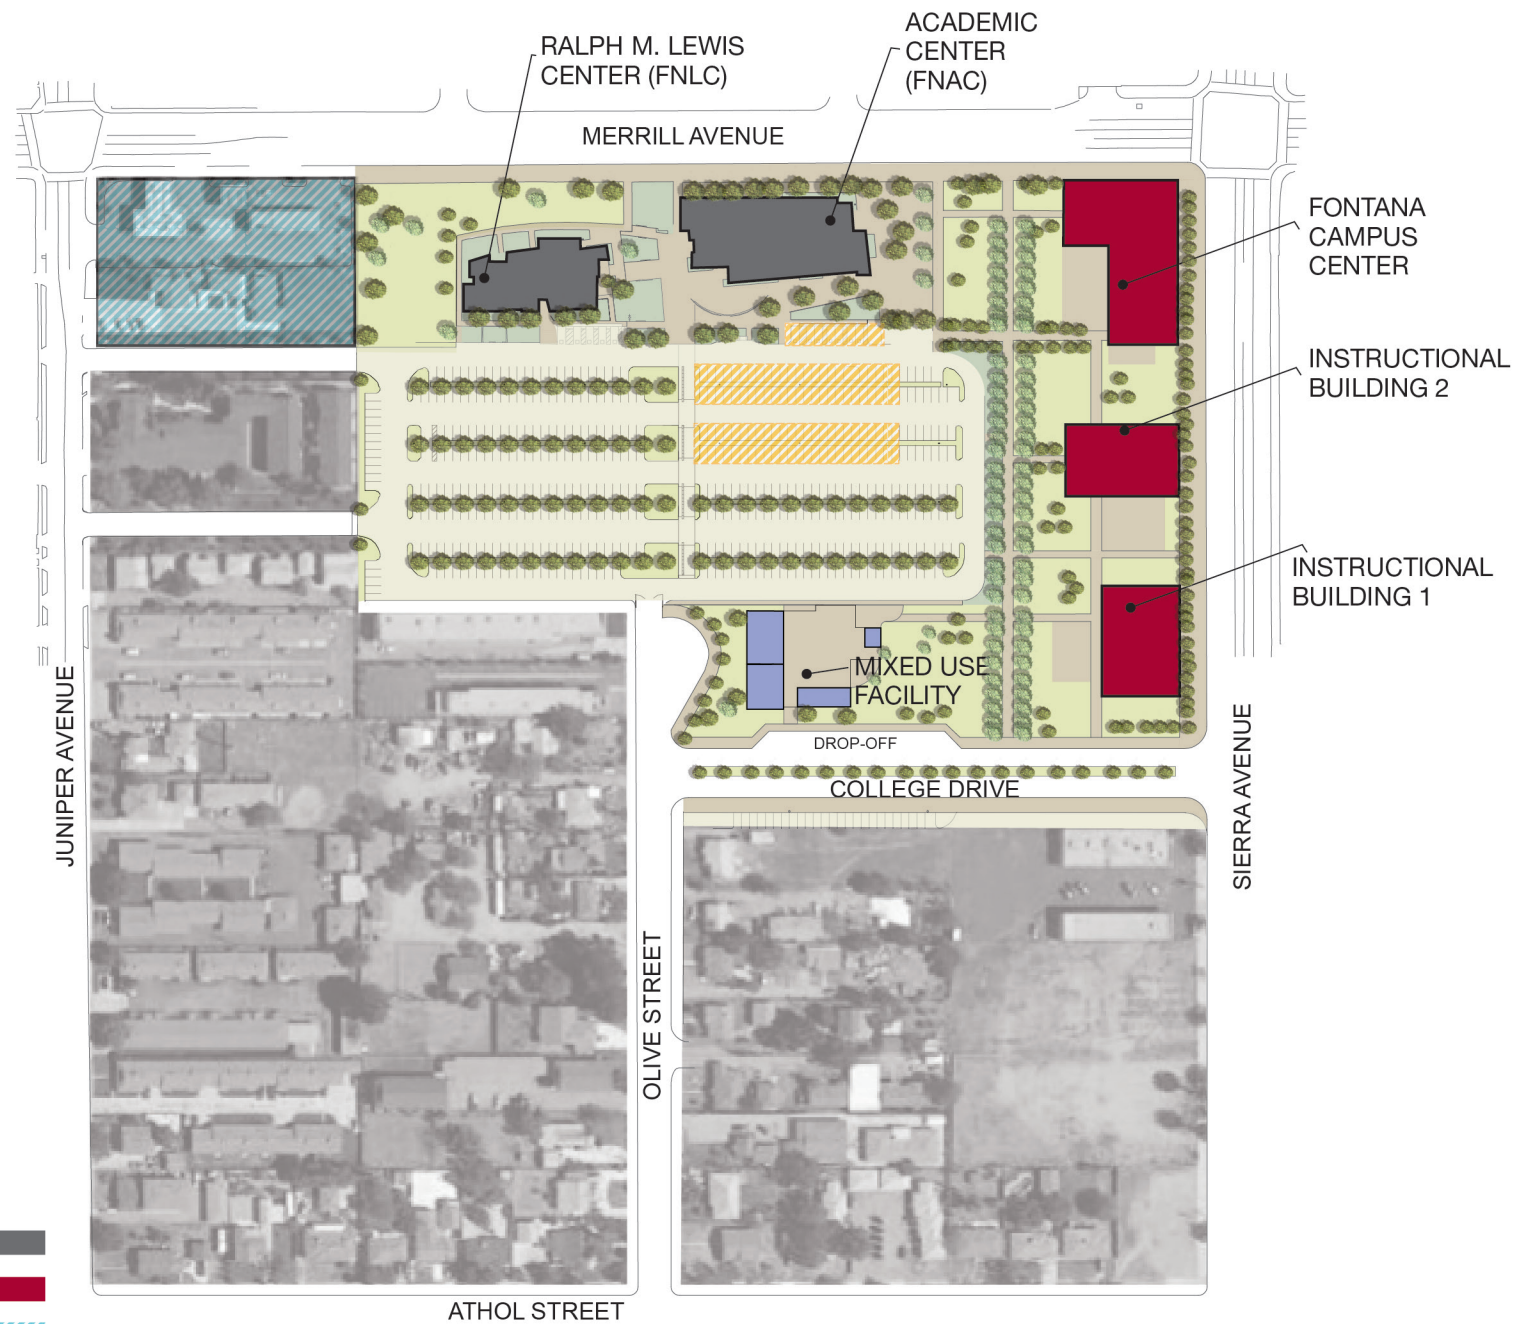 ACADEMIC
CENTER
(FNAC)
RALPH M. LEWIS
CENTER (FNLC)
MERRILL AVENUE
FONTANA
CAMPUS
CENTER
INSTRUCTIONAL
BUILDING 2
INSTRUCTIONAL
BUILDING 1
MIXED USE
FACILITY
DROP-OFF
COLLEGE DRIVE
JUNIPER AVENUE
SIERRA AVENUE
OLIVE STREET
ATHOL STREET